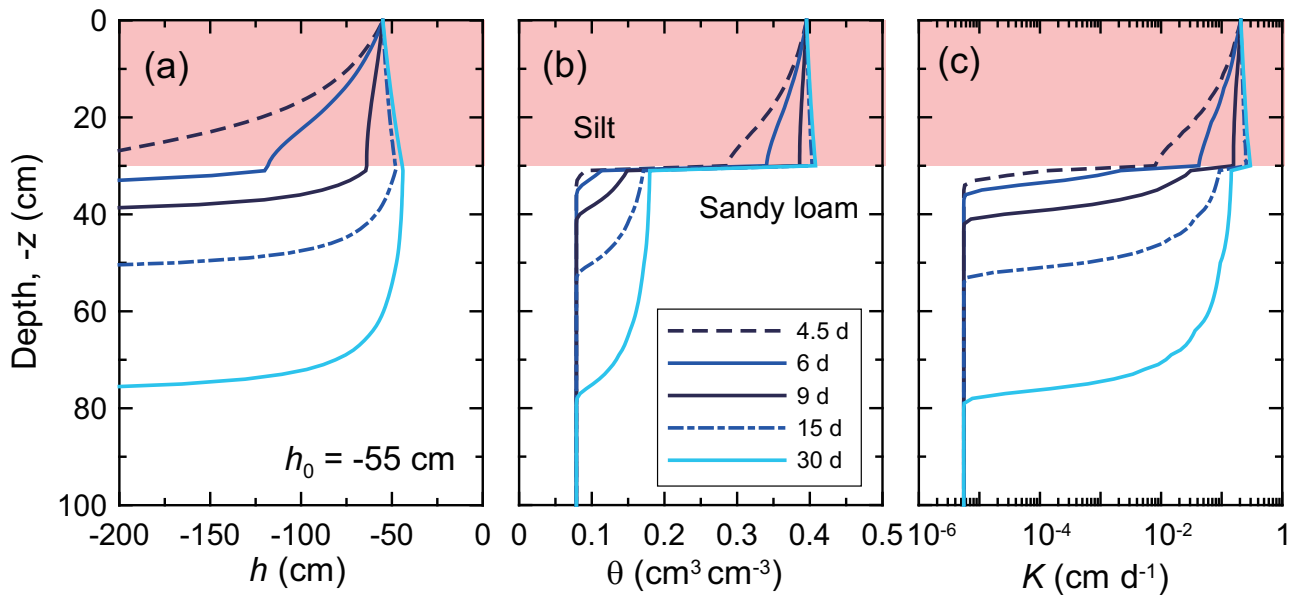 0
20
40
60
80
100
Depth, -z (cm)
(a)
h₀ = -55 cm
-200
-150
-100
-50
0
h (cm)
(b)
Silt
Sandy loam
4.5 d
6 d
9 d
15 d
30 d
0
0.1
0.2
0.3
0.4
0.5
θ (cm³ cm⁻³)
(c)
10⁻⁶
10⁻⁴
10⁻²
1
K (cm d⁻¹)